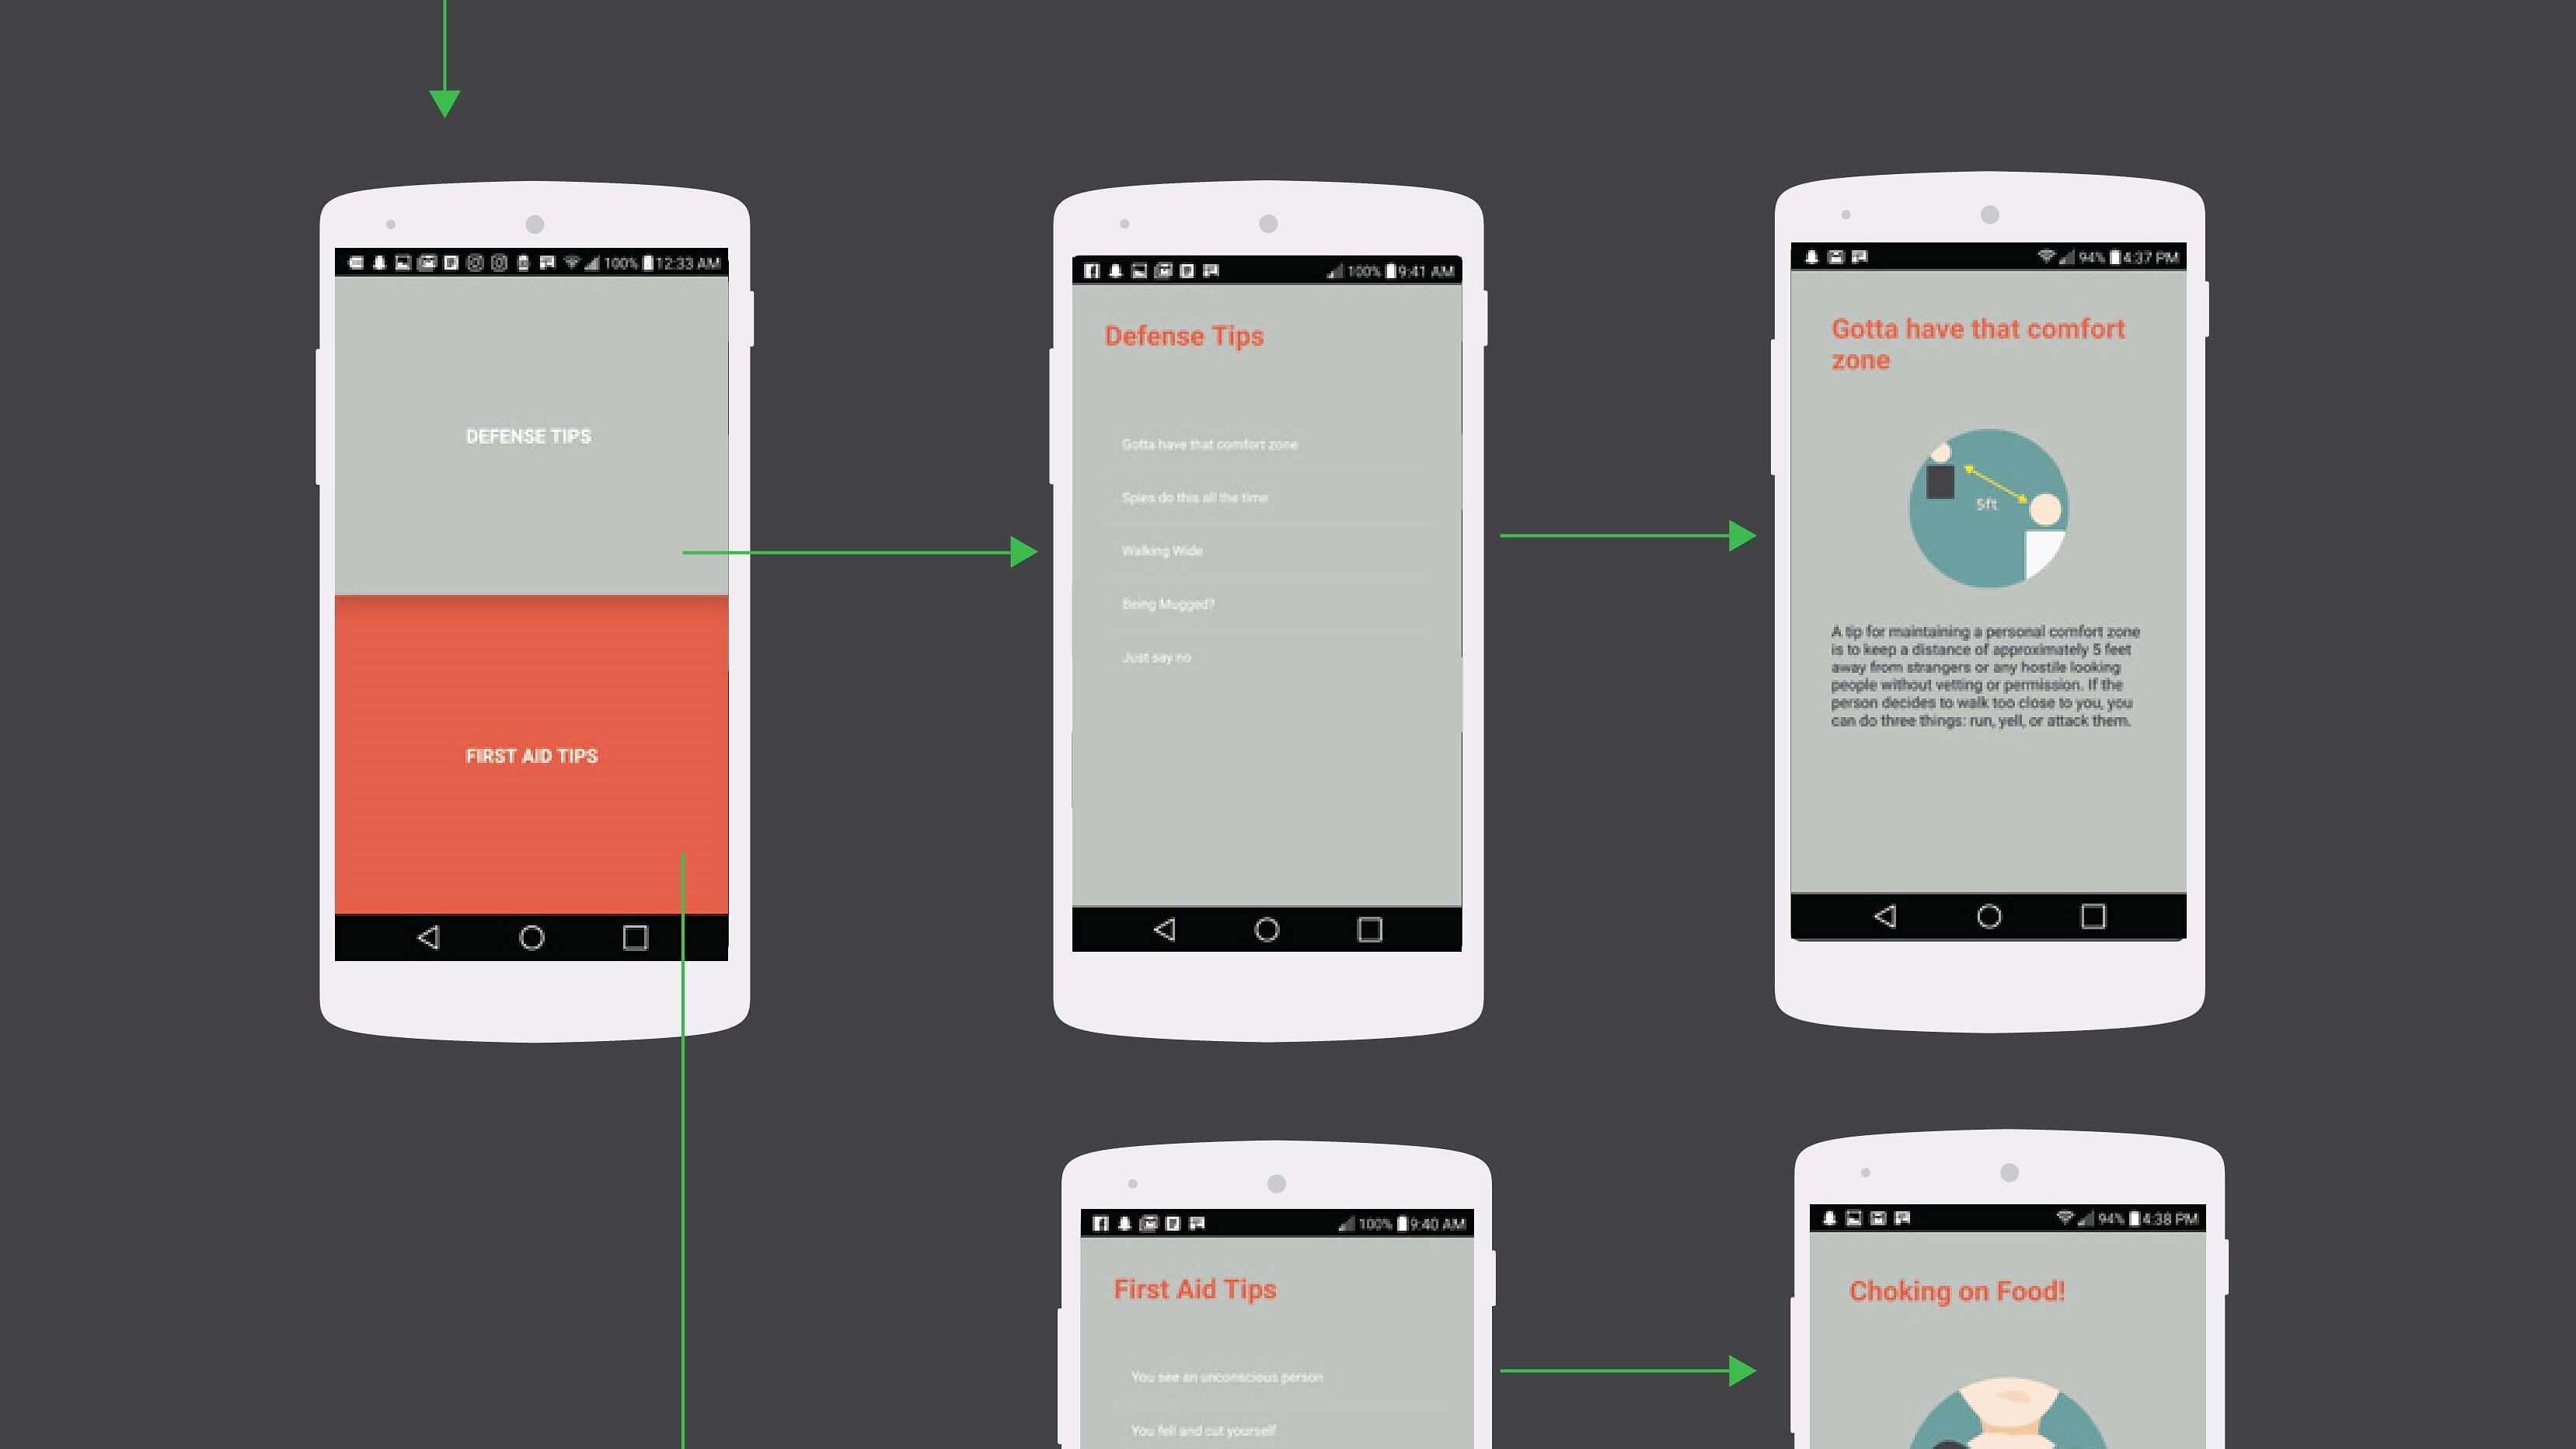 100% 12:33 AM
DEFENSE TIPS
FIRST AID TIPS
100% 9:41 AM
Defense Tips
Gotta have that comfort zone
Spies do this all the time
Walking Wide
Being Mugged?
Just say no
94% 4:37 PM
Gotta have that comfort
zone
5ft
A tip for maintaining a personal comfort zone
is to keep a distance of approximately 5 feet
away from strangers or any hostile looking
people without vetting or permission. If the
person decides to walk too close to you, you
can do three things: run, yell, or attack them.
100% 9:40 AM
First Aid Tips
You see an unconscious person
You fell and cut yourself
94% 4:38 PM
Choking on Food!